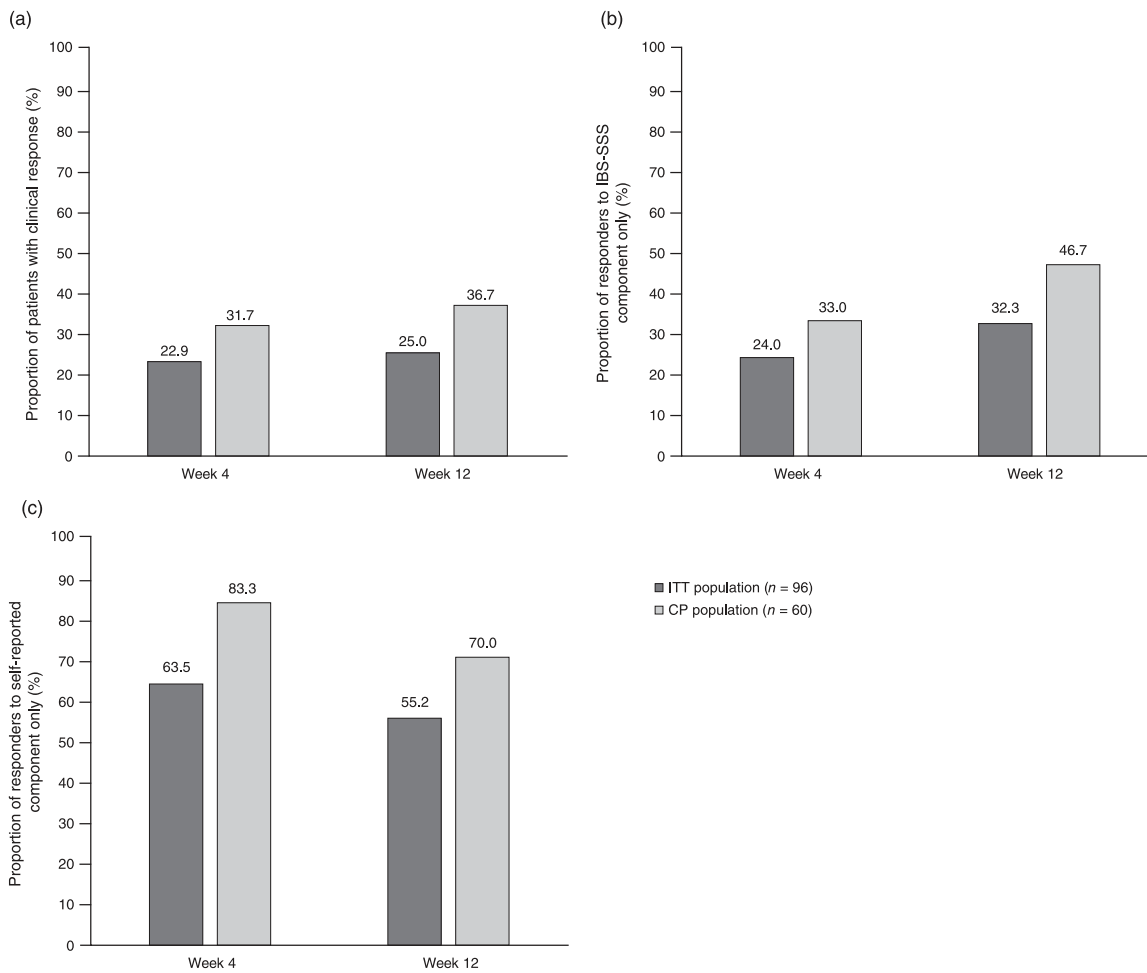 (a)
Proportion of patients with clinical response (%)
100
90
80
70
60
50
40
30
20
10
0
22.9
31.7
25.0
36.7
Week 4
Week 12
(b)
Proportion of responders to IBS-SSS
component only (%)
100
90
80
70
60
50
40
30
20
10
0
24.0
33.0
32.3
46.7
Week 4
Week 12
(c)
Proportion of responders to self-reported
component only (%)
100
90
80
70
60
50
40
30
20
10
0
63.5
83.3
55.2
70.0
Week 4
Week 12
ITT population (n = 96)
CP population (n = 60)